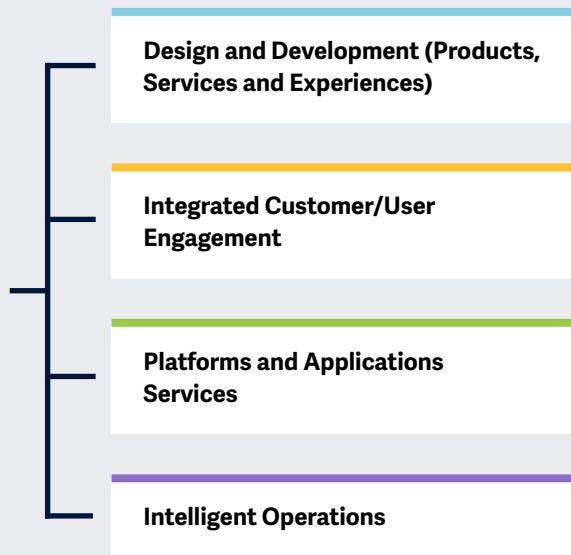 Design and Development (Products,
Services and Experiences)
Integrated Customer/User
Engagement
Platforms and Applications
Services
Intelligent Operations